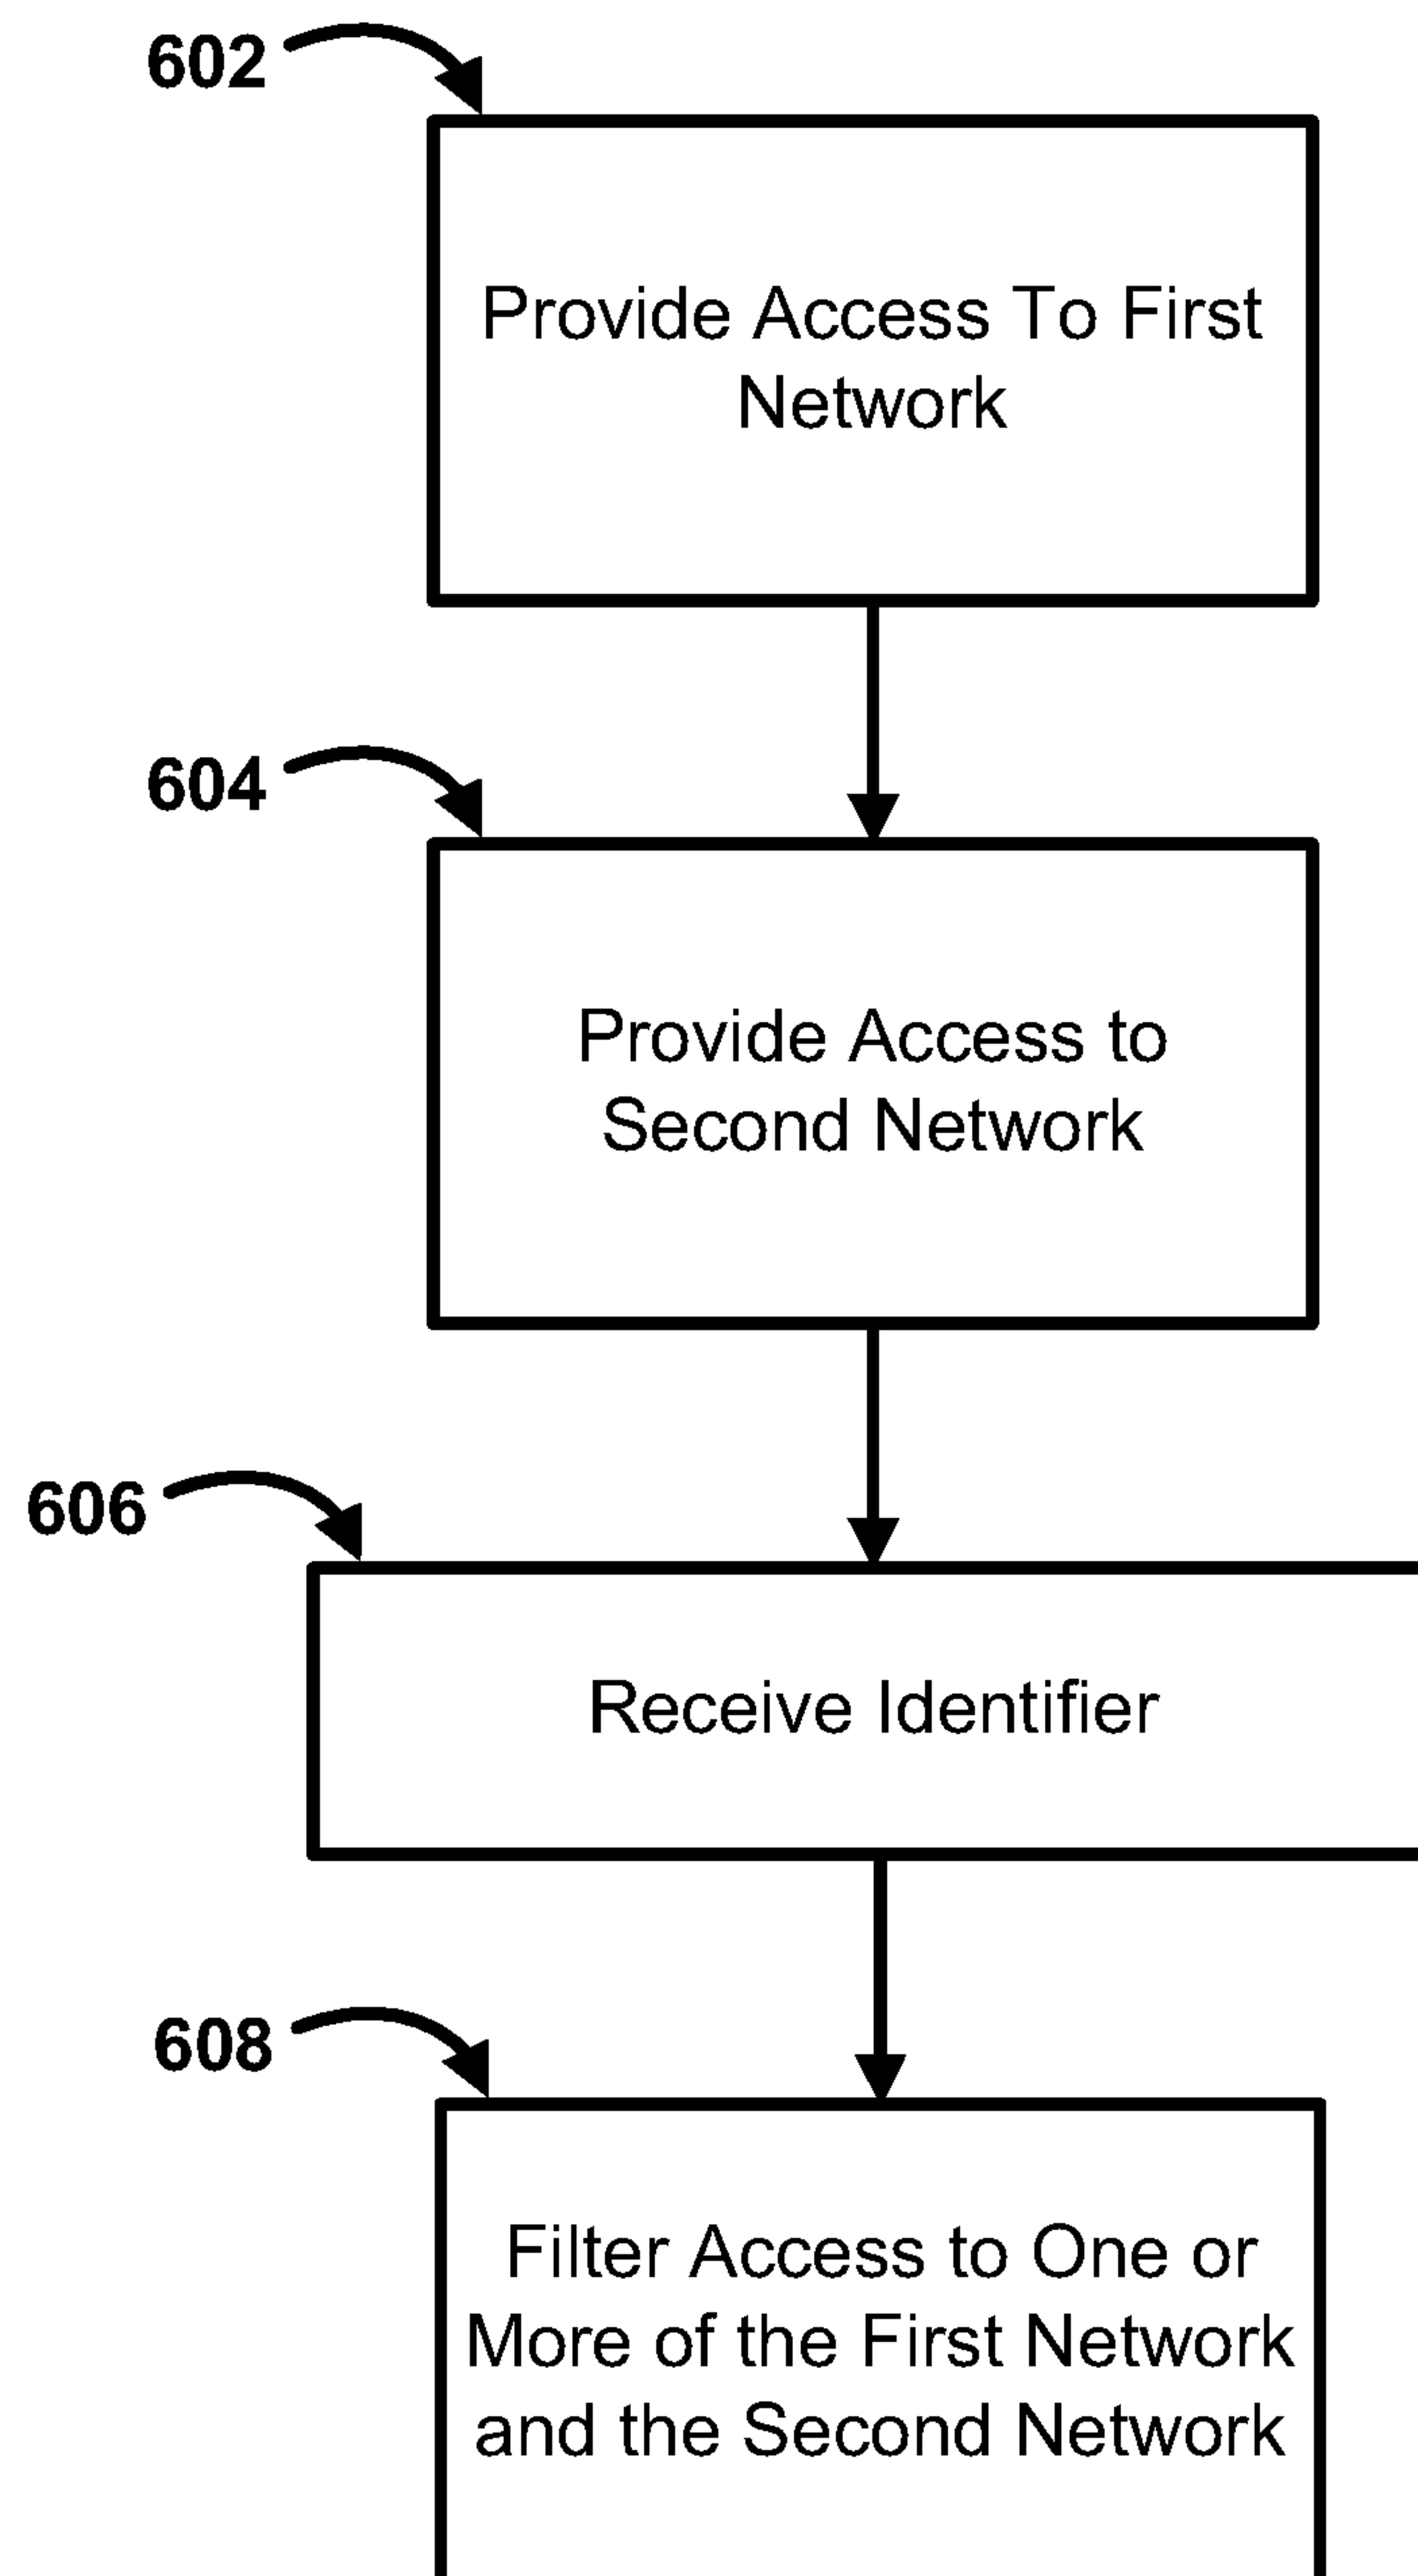 602
Provide Access To First
Network
604
Provide Access to
Second Network
606
Receive Identifier
608
Filter Access to One or
More of the First Network
and the Second Network